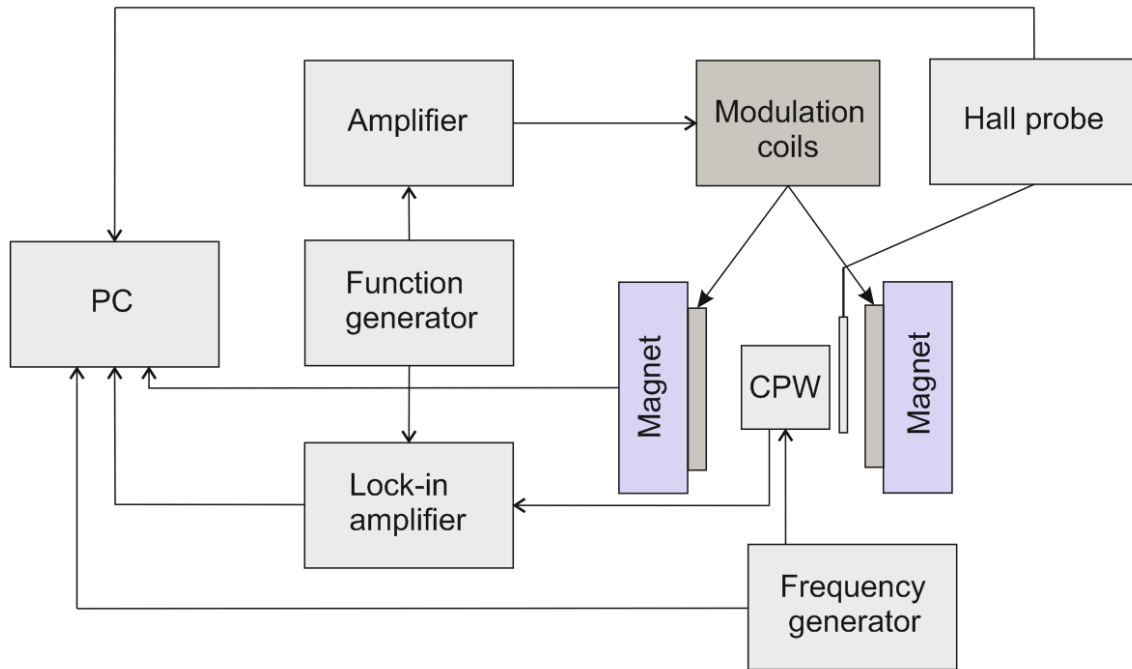 Amplifier
Modulation
coils
Hall probe
PC
Function
generator
Magnet
CPW
Magnet
Lock-in
amplifier
Frequency
generator